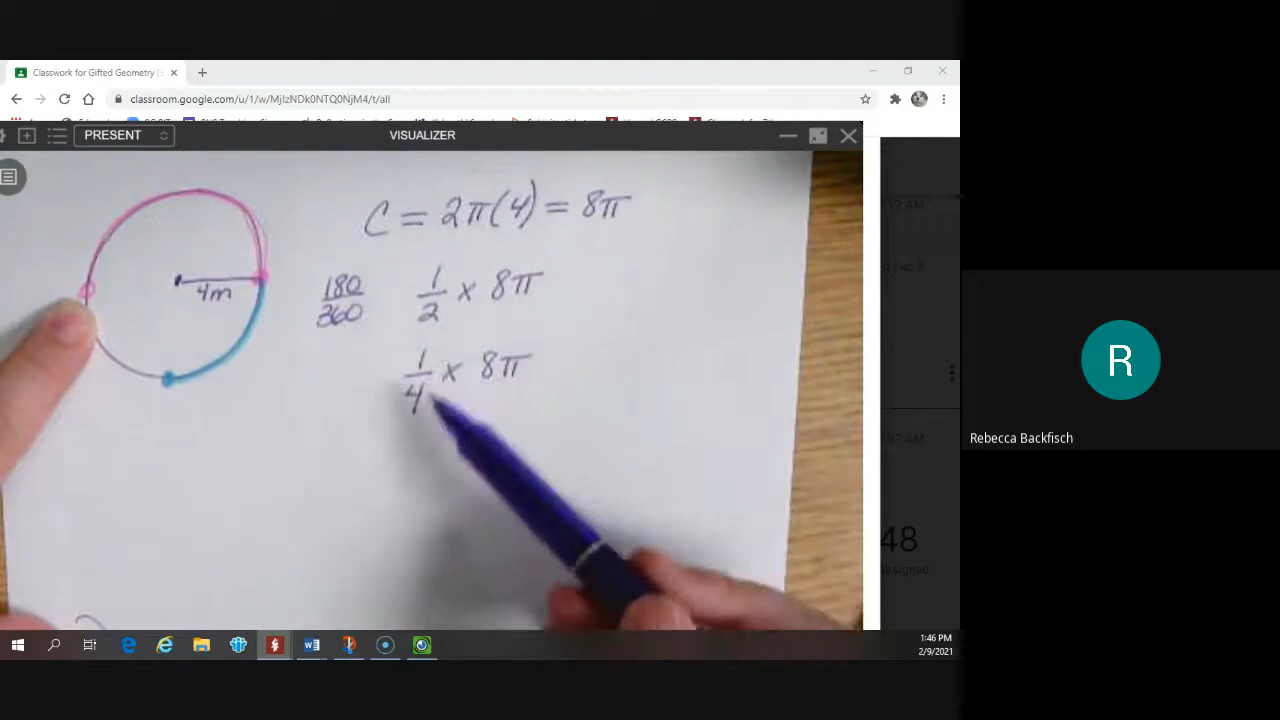 Classwork for Gifted Geometry (
classroom.google.com/u/1/w/MjIzNDk0NTQ0NjM4/t/all
PRESENT
VISUALIZER
C = 2π(4) = 8π
4m
180/360 1/2 x 8π
1/4 x 8π
48
R
Rebecca Backfisch
1:46 PM
2/9/2021